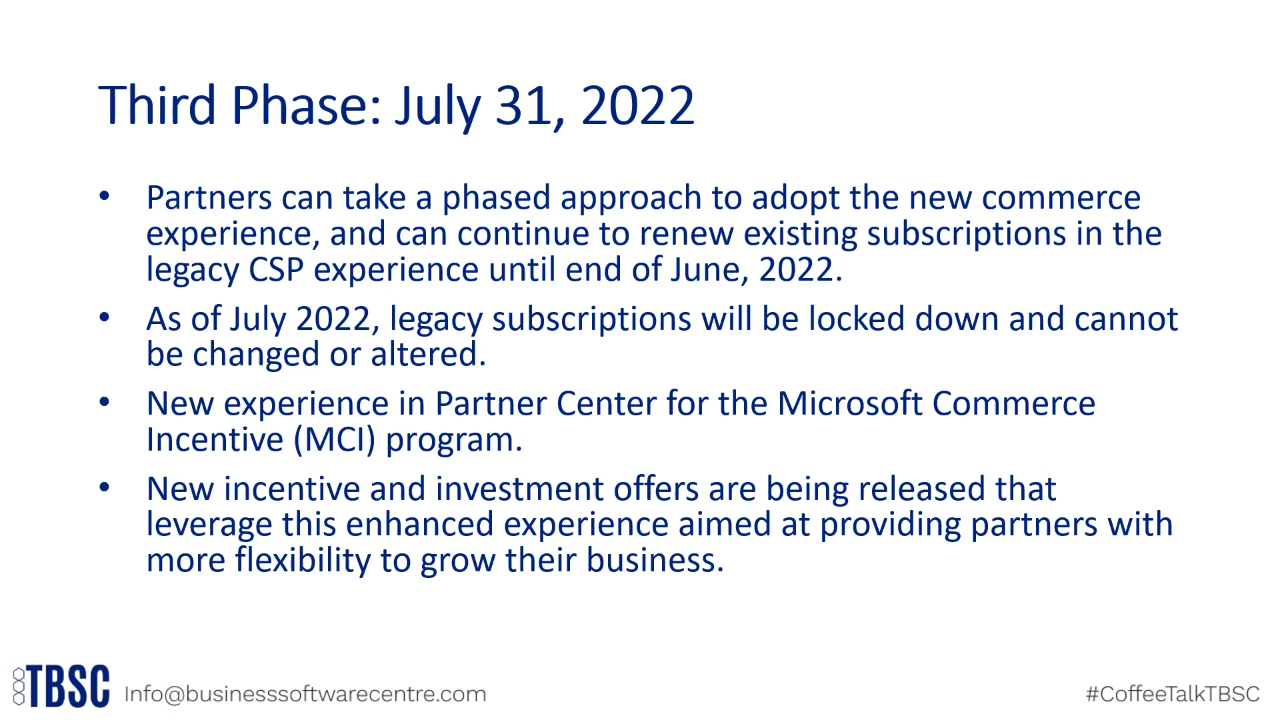 Third Phase: July 31, 2022
• Partners can take a phased approach to adopt the new commerce
experience, and can continue to renew existing subscriptions in the
legacy CSP experience until end of June, 2022.
• As of July 2022, legacy subscriptions will be locked down and cannot
be changed or altered.
• New experience in Partner Center for the Microsoft Commerce
Incentive (MCI) program.
• New incentive and investment offers are being released that
leverage this enhanced experience aimed at providing partners with
more flexibility to grow their business.
TBSC Info@businesssoftwarecentre.com
#CoffeeTalkTBSC